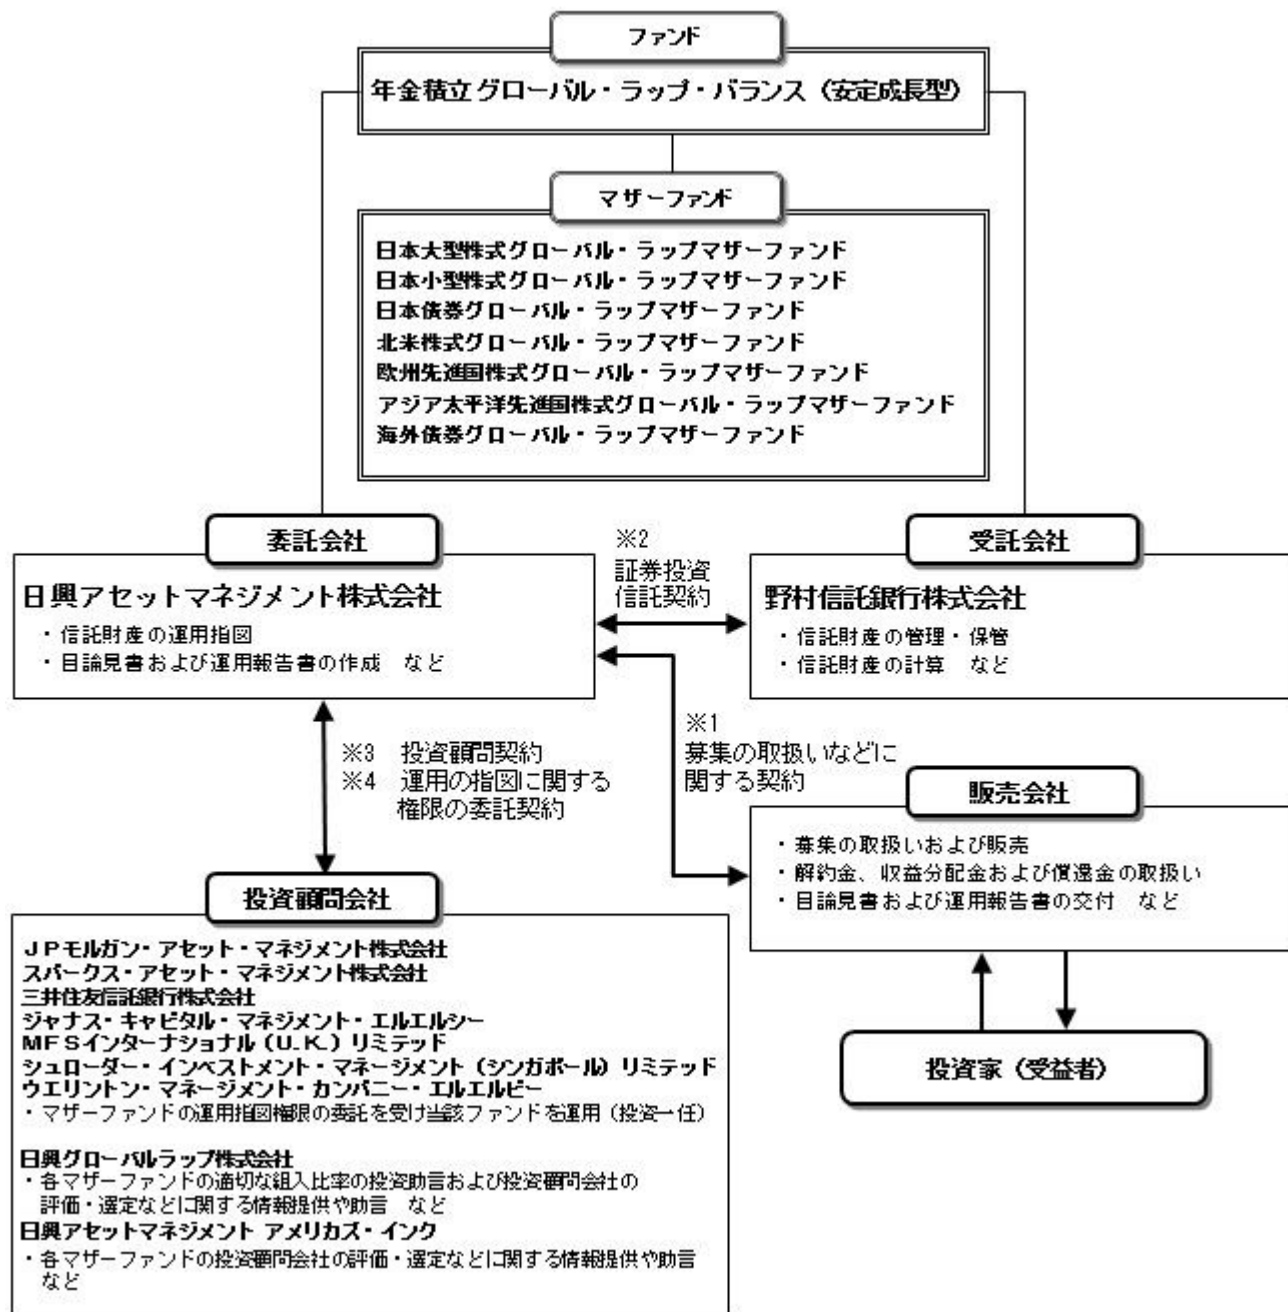 ファンド
年金積立グローバル・ラップ・バランス（安定成長型）
マザーファンド
日本大型株式グローバル・ラップマザーファンド
日本小型株式グローバル・ラップマザーファンド
日本債券グローバル・ラップマザーファンド
北米株式グローバル・ラップマザーファンド
欧州先進国株式グローバル・ラップマザーファンド
アジア太平洋先進国株式グローバル・ラップマザーファンド
海外債券グローバル・ラップマザーファンド
委託会社
日興アセットマネジメント株式会社
・信託財産の運用指図
・目論見書および運用報告書の作成　など
※2
証券投資
信託契約
受託会社
野村信託銀行株式会社
・信託財産の管理・保管
・信託財産の計算　など
※3　投資顧問契約
※4　運用の指図に関する
権限の委託契約
※1
募集の取扱いなどに
関する契約
販売会社
・募集の取扱いおよび販売
・解約金、収益分配金および償還金の取扱い
・目論見書および運用報告書の交付　など
投資家（受益者）
投資顧問会社
ＪＰモルガン・アセット・マネジメント株式会社
スパークス・アセット・マネジメント株式会社
三井住友信託銀行株式会社
ジャナス・キャピタル・マネジメント・エルエルシー
MFSインターナショナル（U.K.）リミテッド
シュローダー・インベストメント・マネージメント（シンガポール）リミテッド
ウエリントン・マネージメント・カンパニー・エルエルピー
・マザーファンドの運用指図権限の委託を受け当該ファンドを運用（投資一任）
日興グローバルラップ株式会社
・各マザーファンドの適切な組入比率の投資助言および投資顧問会社の
評価・選定などに関する情報提供や助言　など
日興アセットマネジメント アメリカズ・インク
・各マザーファンドの投資顧問会社の評価・選定などに関する情報提供や助言
など